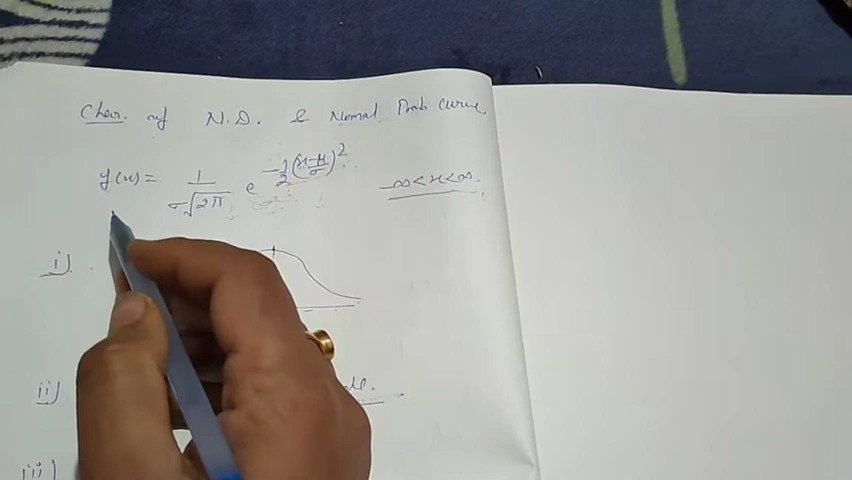 Char. of N.D. & Normal Prob curve.
f(x) = 1/σ√2π e^-1/2(x-μ/σ)^2 -∞<x<∞.
i)
ii)
iii)